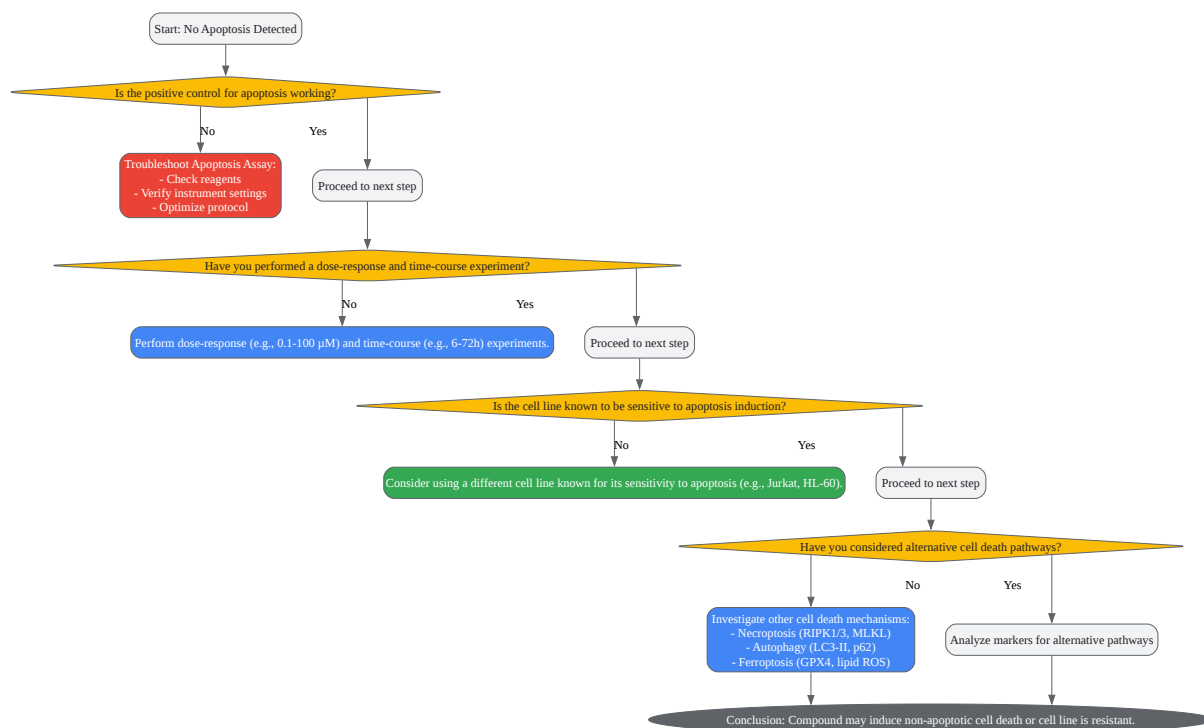 Start: No Apoptosis Detected
Is the positive control for apoptosis working?
No
Yes
Troubleshoot Apoptosis Assay:
- Check reagents
- Verify instrument settings
- Optimize protocol
Proceed to next step
Have you performed a dose-response and time-course experiment?
No
Yes
Perform dose-response (e.g., 0.1-100 µM) and time-course (e.g., 6-72h) experiments.
Proceed to next step
Is the cell line known to be sensitive to apoptosis induction?
No
Yes
Consider using a different cell line known for its sensitivity to apoptosis (e.g., Jurkat, HL-60).
Proceed to next step
Have you considered alternative cell death pathways?
No
Yes
Investigate other cell death mechanisms:
- Necroptosis (RIPK1/3, MLKL)
- Autophagy (LC3-II, p62)
- Ferroptosis (GPX4, lipid ROS)
Analyze markers for alternative pathways
Conclusion: Compound may induce non-apoptotic cell death or cell line is resistant.